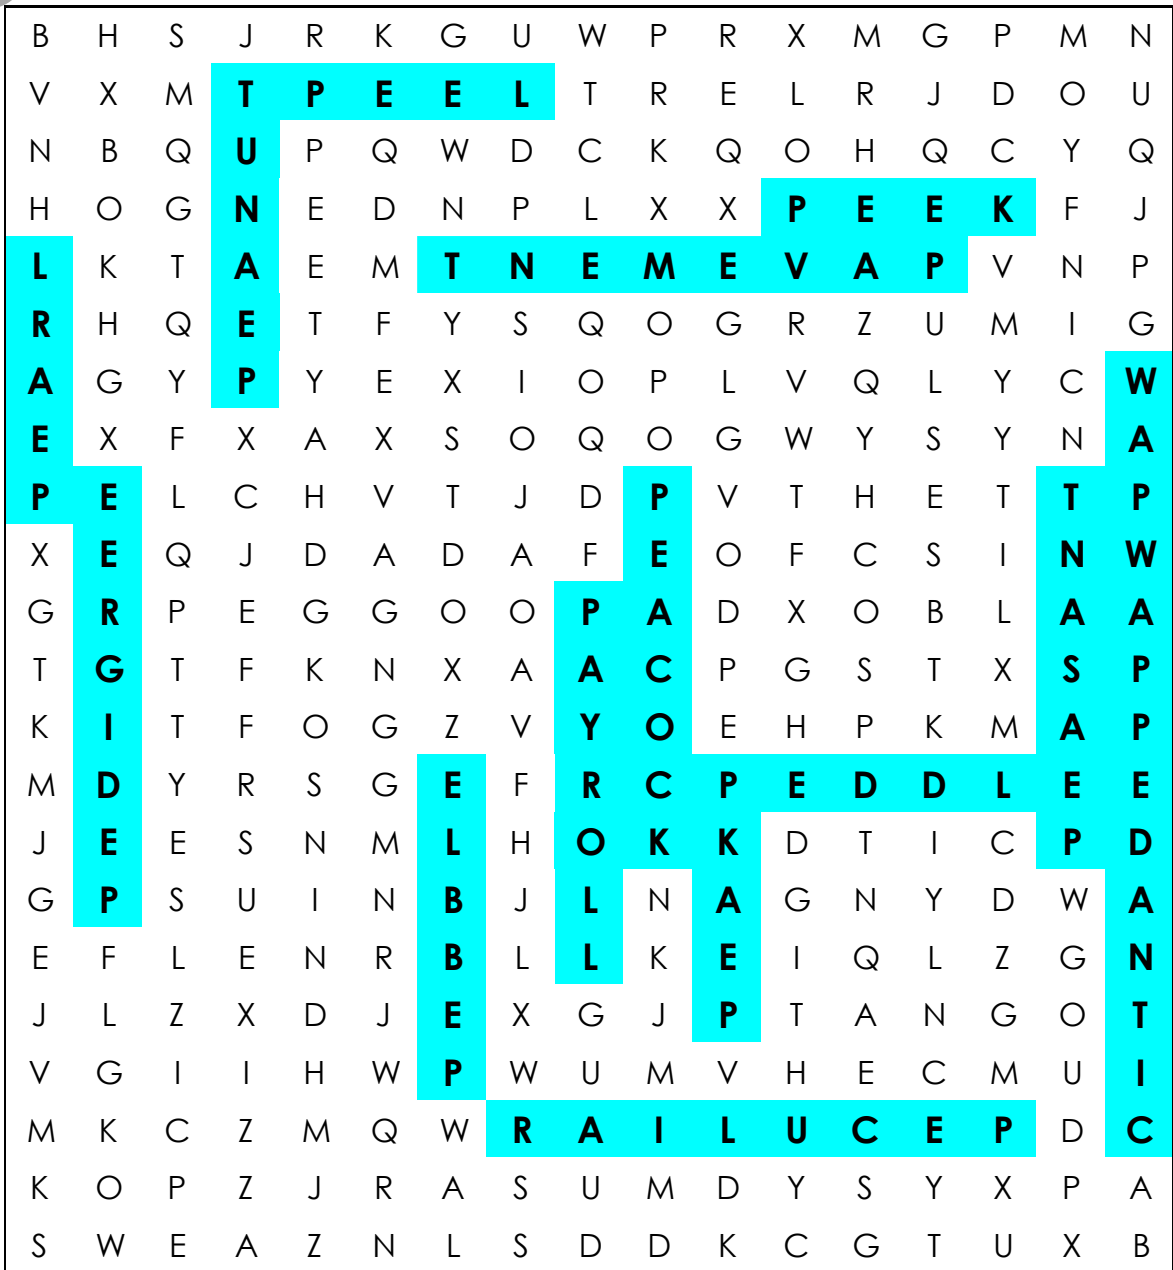 B H S J R K G U W P R X M G P M N
V X M T P E E L T R E L R J D O U
N B Q U P Q W D C K Q O H Q C Y Q
H O G N E D N P L X X P E E K F J
L K T A E M T N E M E V A P V N P
R H Q E T F Y S Q O G R Z U M I G
A G Y P Y E X I O P L V Q L Y C W
E X F X A X S O Q O G W Y S Y N A
P E L C H V T J D P V T H E T T P
X E Q J D A D A F E O F C S I N W
G R P E G G O O P A D X O B L A A
T G T F K N X A A C P G S T X S P
K I T F O G Z V Y O E H P K M A P
M D Y R S G E F R C P E D D L E E
J E E S N M L H O K K D T I C P D
G P S U I N B J L N A G N Y D W A
E F L E N R B L L K E I Q L Z G N
J L Z X D J E X G J P T A N G O T
V G I I H W P W U M V H E C M U I
M K C Z M Q W R A I L U C E P D C
K O P Z J R A S U M D Y S Y X P A
S W E A Z N L S D D K C G T U X B